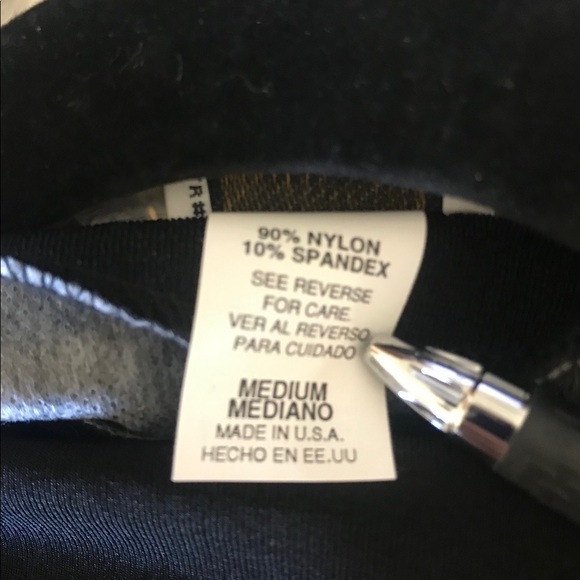 90% NYLON
10% SPANDEX
SEE REVERSE
FOR CARE.
VER AL REVERSO
PARA CUIDADO
MEDIUM
MEDIANO
MADE IN U.S.A.
HECHO EN EE.UU